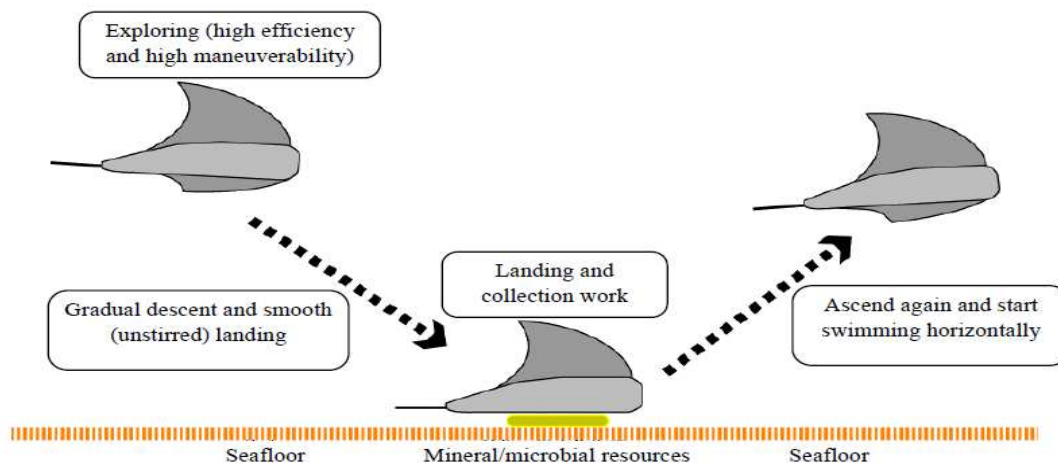 Exploring (high efficiency
and high maneuverability)
Gradual descent and smooth
(unstirred) landing
Landing and
collection work
Ascend again and start
swimming horizontally
Seafloor
Mineral/microbial resources
Seafloor